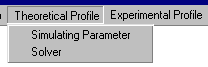 Theoretical Profile Experimental Profile
Simulating Parameter
Solver